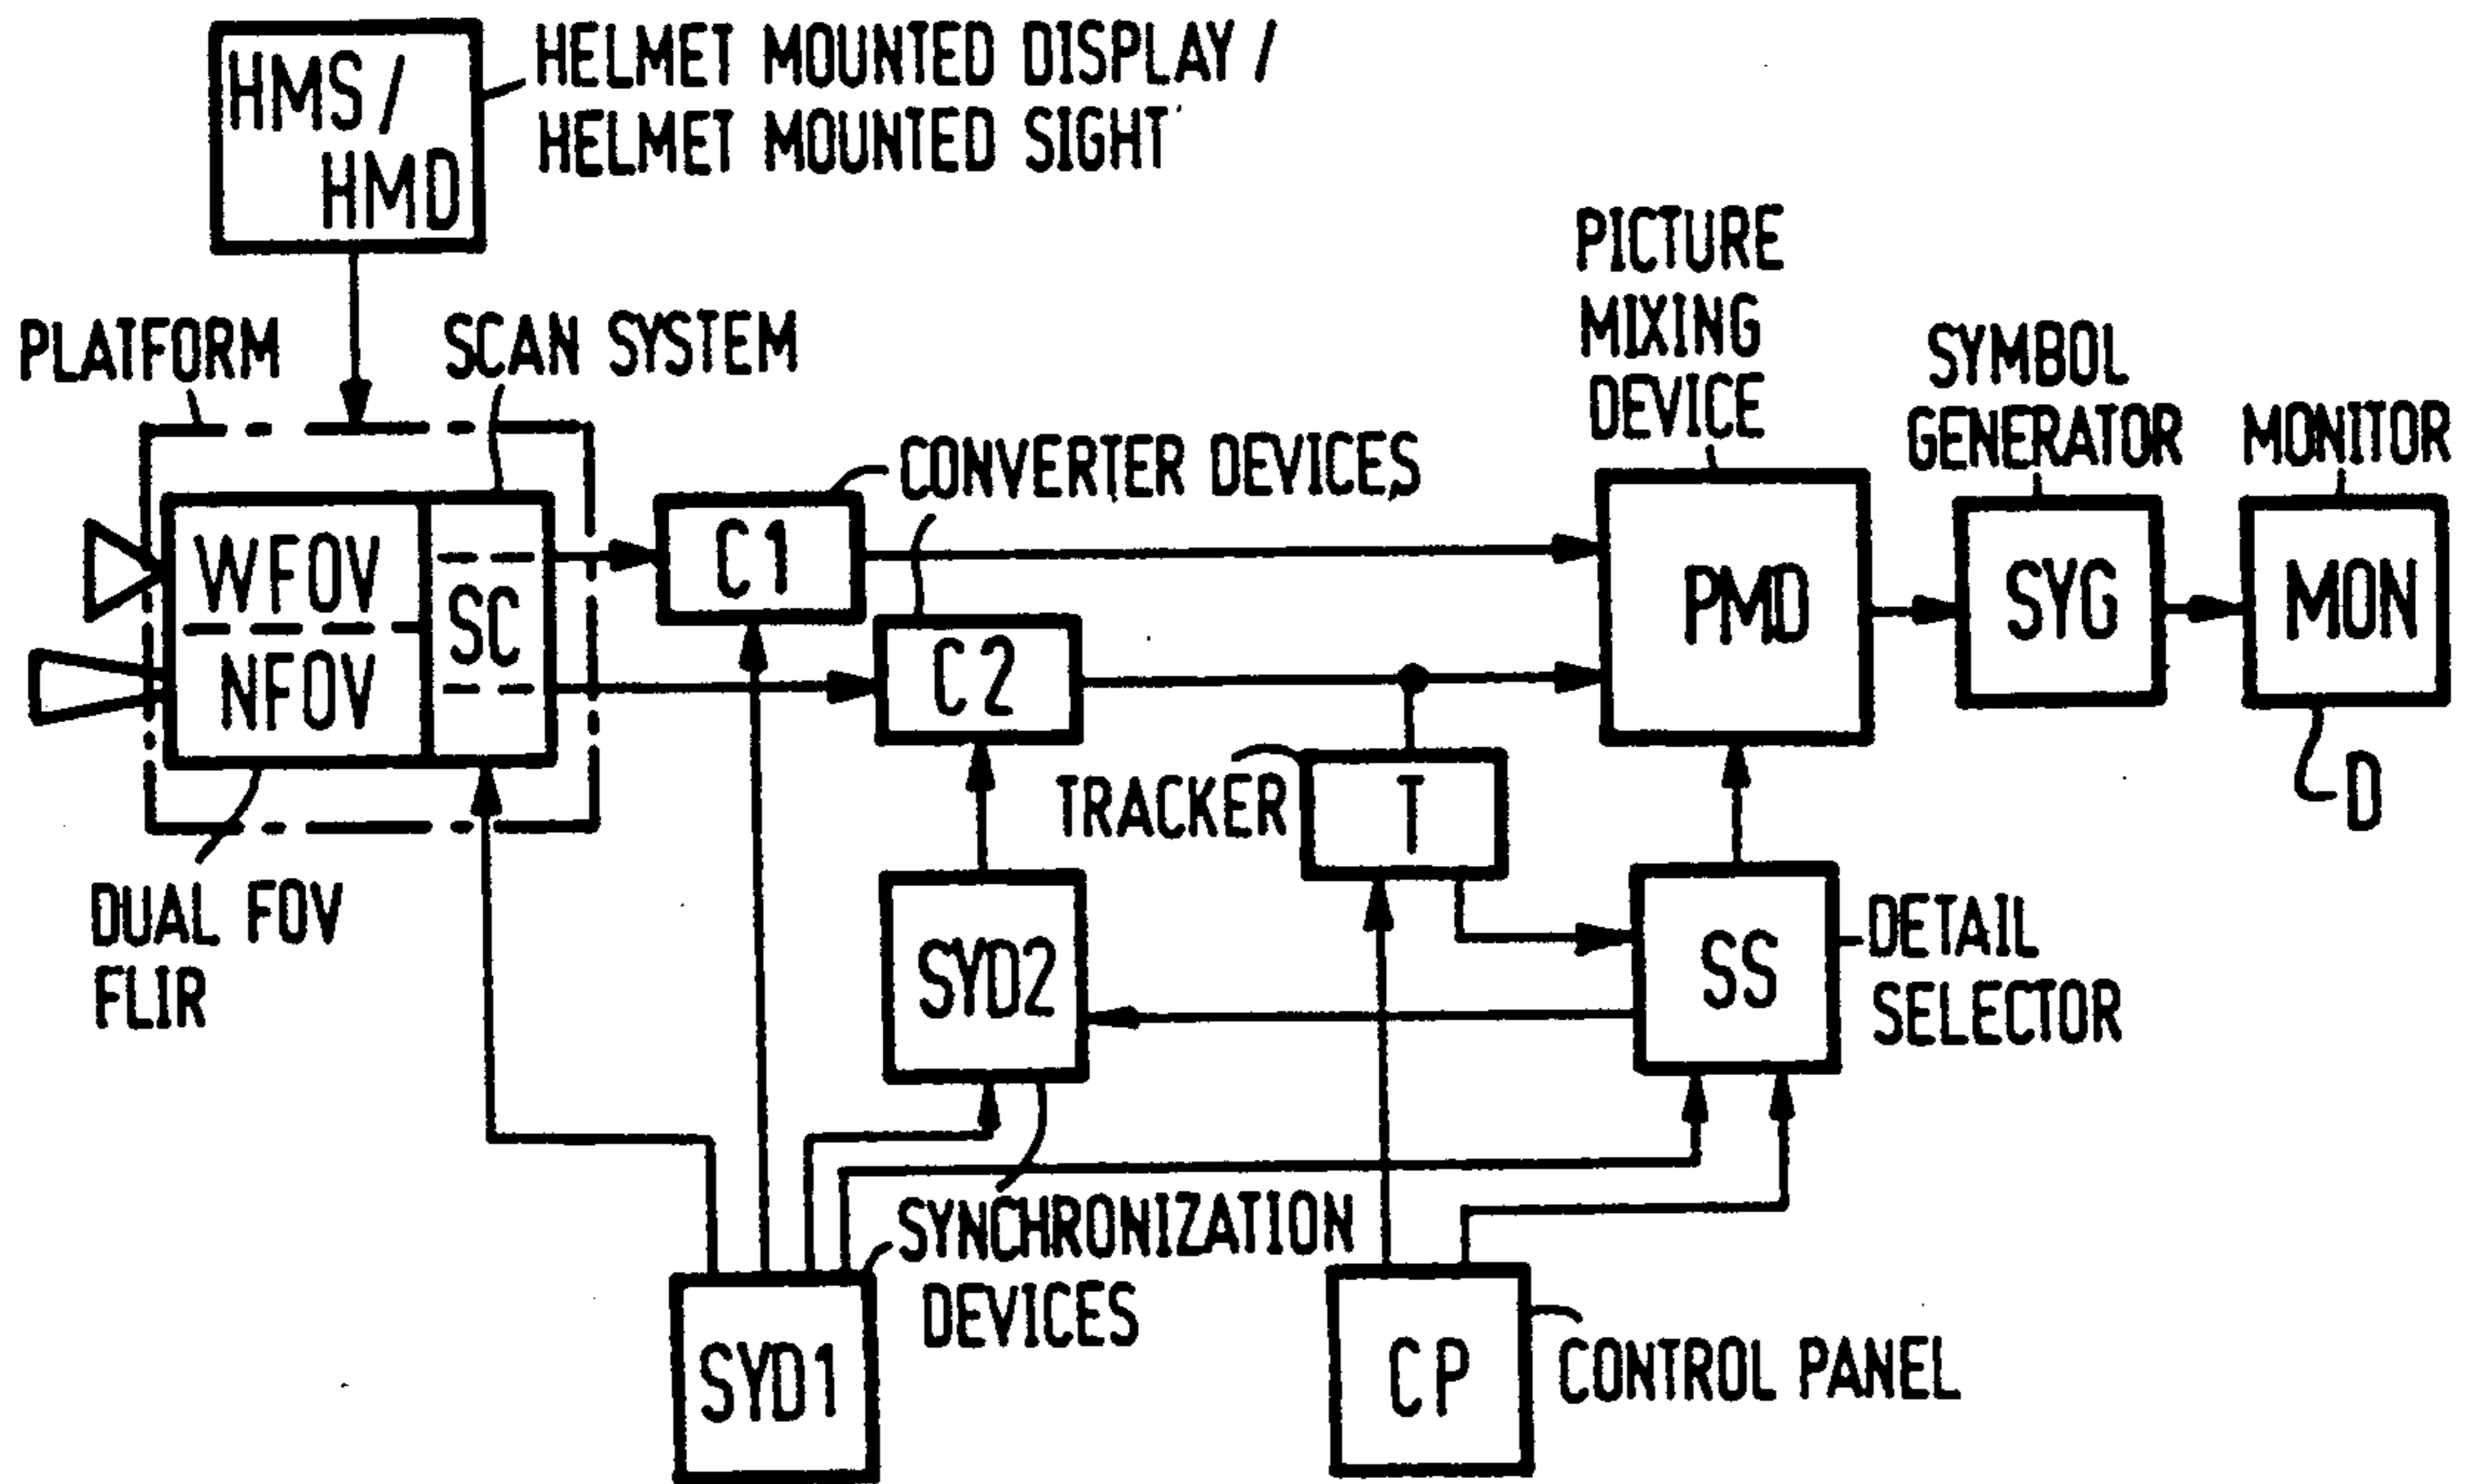 HMS/
HMD
HELMET MOUNTED DISPLAY /
HELMET MOUNTED SIGHT
PLATFORM
SCAN SYSTEM
PICTURE
MIXING
DEVICE
SYMBOL
GENERATOR
MONITOR
CONVERTER DEVICES
WFOV
NFOV
SC
C1
C2
PMD
SYG
MON
D
TRACKER
T
DUAL FOV
FLIR
SYD2
SS
DETAIL
SELECTOR
SYNCHRONIZATION
DEVICES
SYD1
CP
CONTROL PANEL